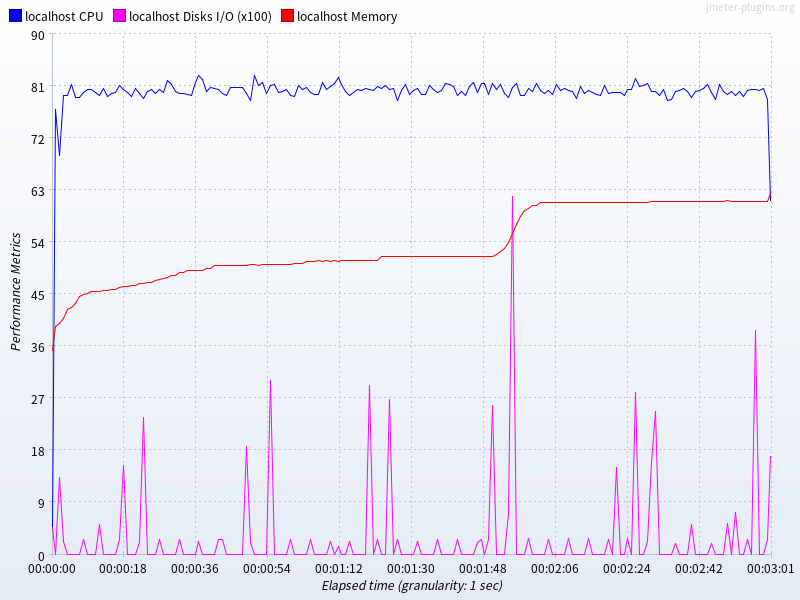 localhost CPU localhost Disks I/O (x100) localhost Memory
jmeter-plugins.org
90
81
72
63
54
45
36
27
18
9
0
Performance Metrics
00:00:00 00:00:18 00:00:36 00:00:54 00:01:12 00:01:30 00:01:48 00:02:06 00:02:24 00:02:42 00:03:01
Elapsed time (granularity: 1 sec)